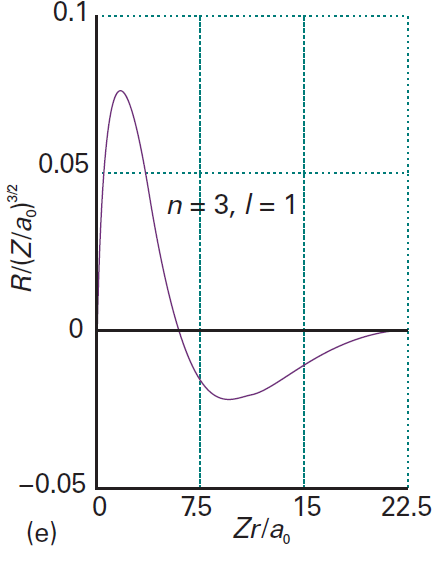 0.1
0.05
n = 3, l = 1
R/(Z/a₀)^3/2
0
−0.05
0 7.5 15 22.5
Zr/a₀
(e)